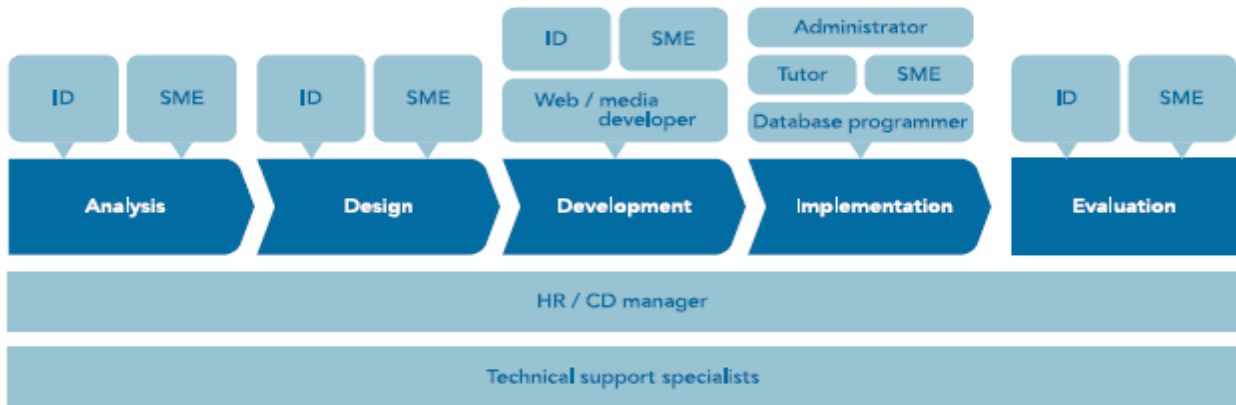 ID
SME
ID
SME
ID
SME
Web / media
developer
Administrator
Tutor
SME
Database programmer
ID
SME
Analysis
Design
Development
Implementation
Evaluation
HR / CD manager
Technical support specialists